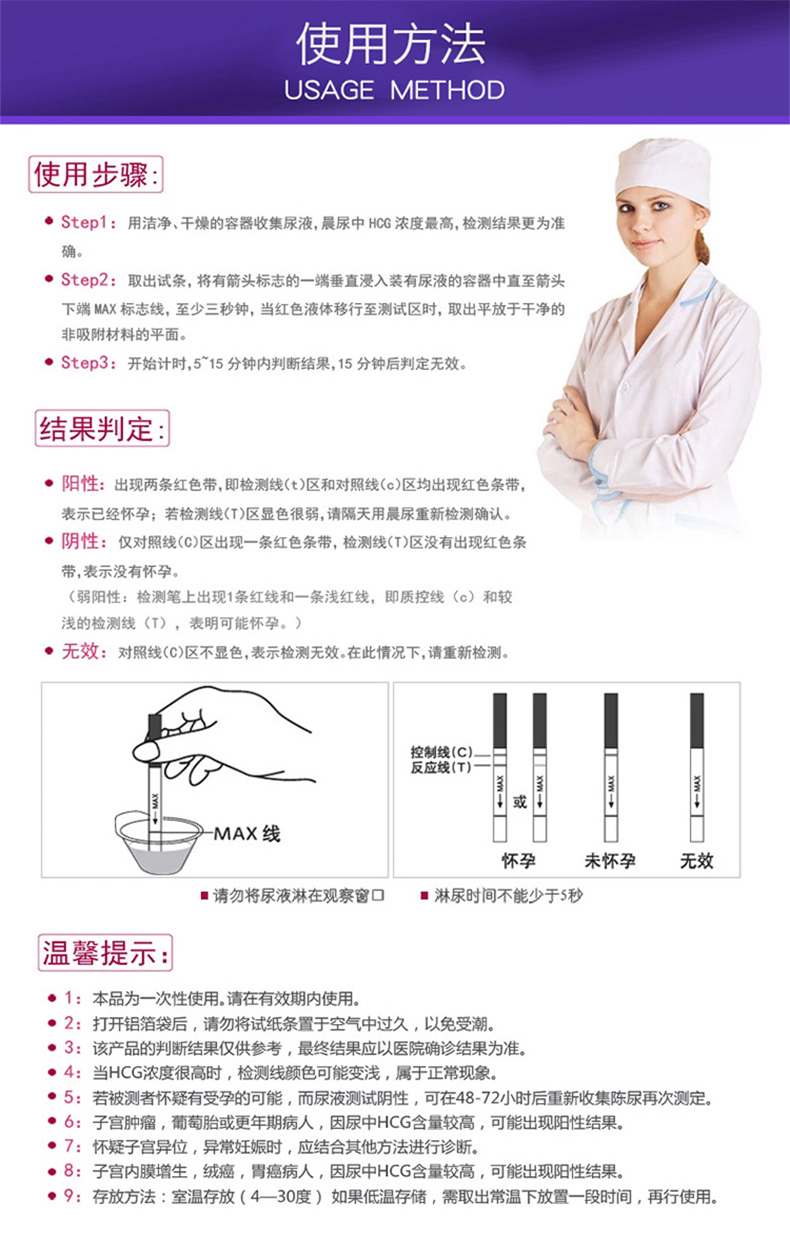 使用方法
USAGE METHOD
使用步骤:
Step1: 用洁净、干燥的容器收集尿液,晨尿中 HCG 浓度最高,检测结果更为准
确。
Step2: 取出试条, 将有箭头标志的一端垂直浸入装有尿液的容器中直至箭头
下端 MAX 标志线, 至少三秒钟, 当红色液体移行至测试区时, 取出平放于干净的
非吸附材料的平面。
Step3: 开始计时,5~15 分钟内判断结果,15 分钟后判定无效。
结果判定:
阳性: 出现两条红色带,即检测线(t)区和对照线(c)区均出现红色条带,
表示已经怀孕; 若检测线(T)区显色很弱,请隔天用晨尿重新检测确认。
阴性: 仅对照线(C)区出现一条红色条带, 检测线(T)区没有出现红色条
带,表示没有怀孕。
(弱阳性: 检测笔上出现1条红线和一条浅红线, 即质控线 (c) 和较
浅的检测线 (T) , 表明可能怀孕。)
无效: 对照线(C)区不显色,表示检测无效。在此情况下,请重新检测。
MAX
MAX 线
控制线(C)
反应线(T)
MAX
或
MAX
MAX
MAX
怀孕
未怀孕
无效
请勿将尿液淋在观察窗口
淋尿时间不能少于5秒
温馨提示:
1: 本品为一次性使用。请在有效期内使用。
2: 打开铝箔袋后,请勿将试纸条置于空气中过久,以免受潮。
3: 该产品的判断结果仅供参考,最终结果应以医院确诊结果为准。
4: 当HCG浓度很高时,检测线颜色可能变浅,属于正常现象。
5: 若被测者怀疑有受孕的可能,而尿液测试阴性,可在48-72小时后重新收集陈尿再次测定。
6: 子宫肿瘤,葡萄胎或更年期病人,因尿中HCG含量较高,可能出现阳性结果。
7: 怀疑子宫异位,异常妊娠时,应结合其他方法进行诊断。
8: 子宫内膜增生,绒癌,胃癌病人,因尿中HCG含量较高,可能出现阳性结果。
9: 存放方法:室温存放(4—30度) 如果低温存储,需取出常温下放置一段时间,再行使用。